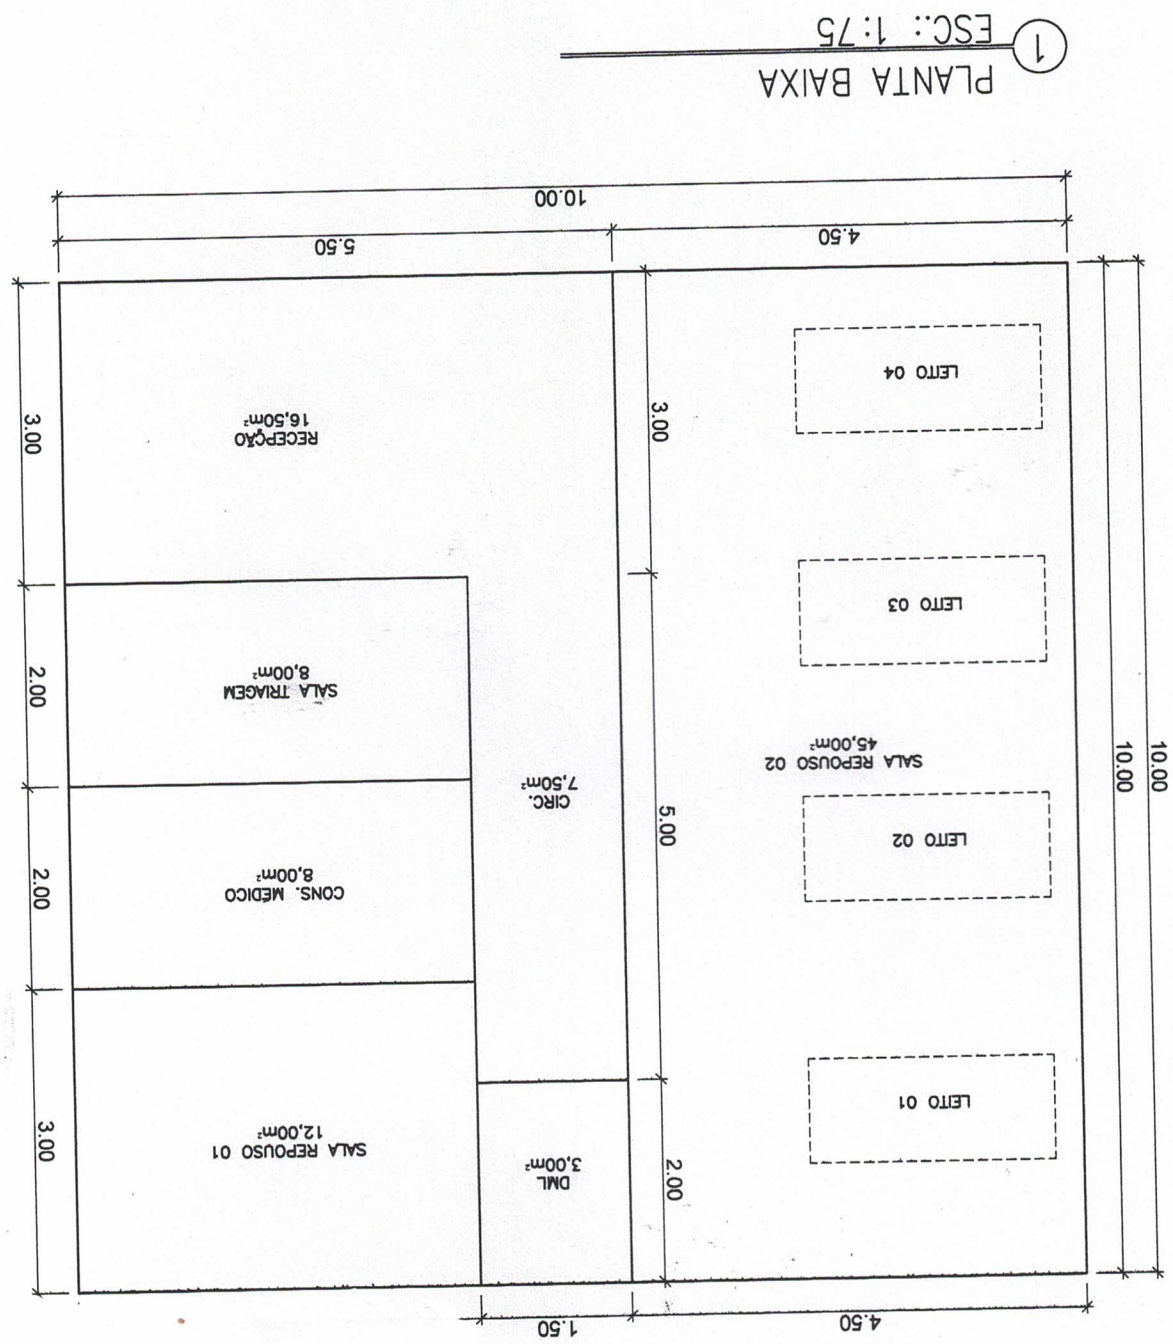 4.50
1.50
10.00
10.00
LEITO 01
LEITO 02
SALA REPOUSO 02
45,00m²
LEITO 03
LEITO 04
2.00
5.00
3.00
DML
3,00m²
CIRC.
7,50m²
SALA REPOUSO 01
12,00m²
CONS. MÉDICO
8,00m²
SALA TRIAGEM
8,00m²
RECEPÇÃO
16,50m²
3.00
2.00
2.00
3.00
4.50
5.50
10.00
1
PLANTA BAIXA
ESC.: 1:75